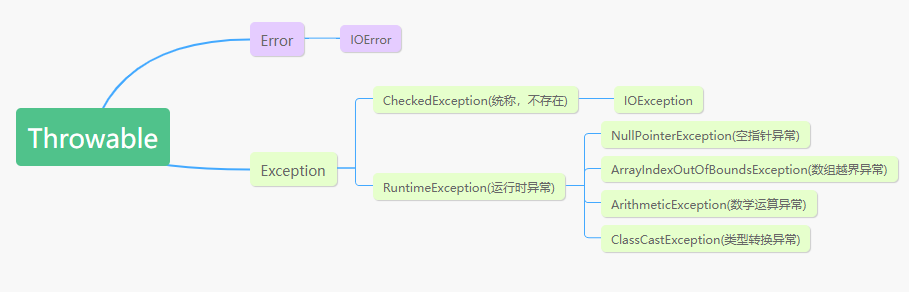 Throwable
Error
IOError
Exception
CheckedException(统称，不存在)
IOException
RuntimeException(运行时异常)
NullPointerException(空指针异常)
ArrayIndexOutOfBoundsException(数组越界异常)
ArithmeticException(数学运算异常)
ClassCastException(类型转换异常)